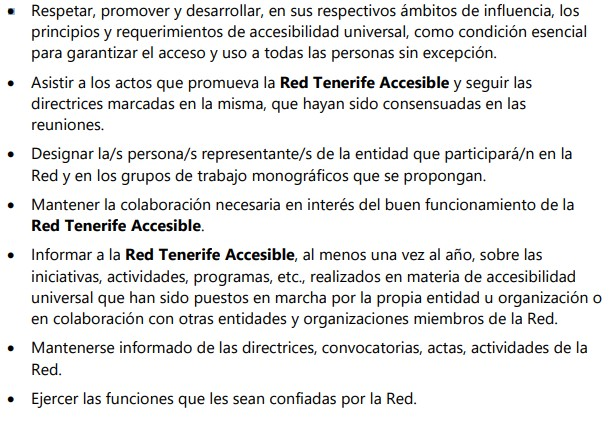 • Respetar, promover y desarrollar, en sus respectivos ámbitos de influencia, los
principios y requerimientos de accesibilidad universal, como condición esencial
para garantizar el acceso y uso a todas las personas sin excepción.
• Asistir a los actos que promueva la Red Tenerife Accesible y seguir las
directrices marcadas en la misma, que hayan sido consensuadas en las
reuniones.
• Designar la/s persona/s representante/s de la entidad que participará/n en la
Red y en los grupos de trabajo monográficos que se propongan.
• Mantener la colaboración necesaria en interés del buen funcionamiento de la
Red Tenerife Accesible.
• Informar a la Red Tenerife Accesible, al menos una vez al año, sobre las
iniciativas, actividades, programas, etc., realizados en materia de accesibilidad
universal que han sido puestos en marcha por la propia entidad u organización o
en colaboración con otras entidades y organizaciones miembros de la Red.
• Mantenerse informado de las directrices, convocatorias, actas, actividades de la
Red.
• Ejercer las funciones que les sean confiadas por la Red.